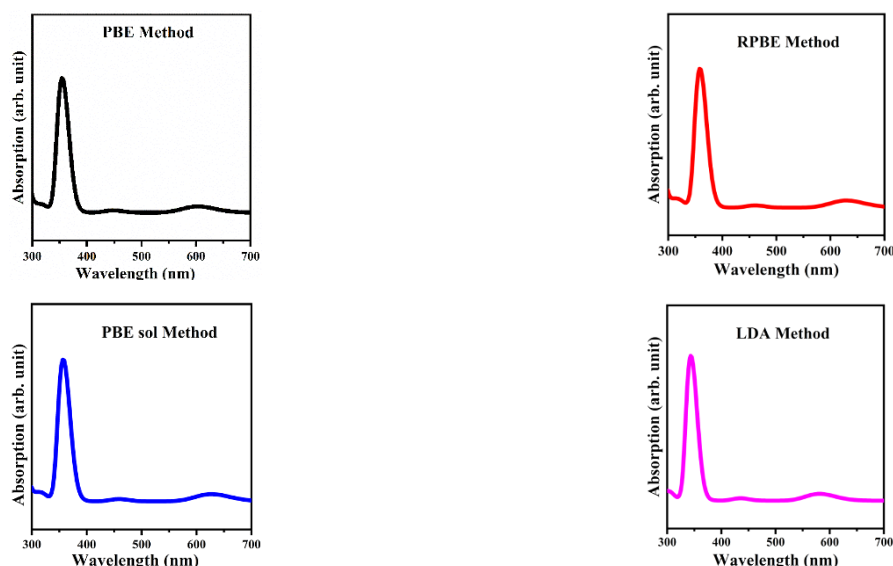 PBE Method
Absorption (arb. unit)
300 400 500 600 700
Wavelength (nm)
RPBE Method
Absorption (arb. unit)
300 400 500 600 700
Wavelength (nm)
PBE sol Method
Absorption (arb. unit)
300 400 500 600 700
Wavelength (nm)
LDA Method
Absorption (arb. unit)
300 400 500 600 700
Wavelength (nm)